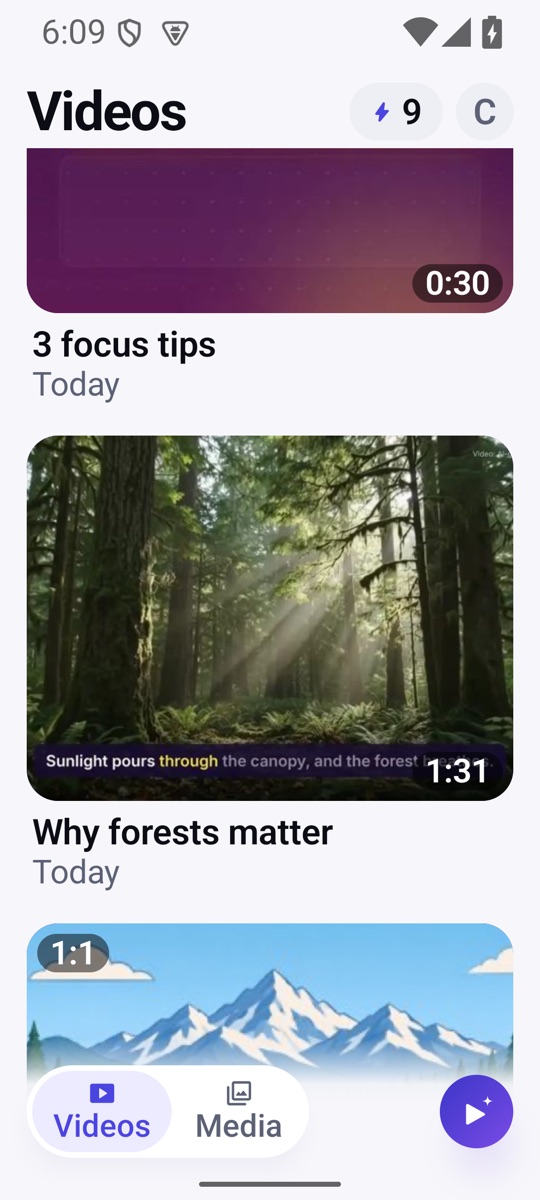 6:09
Videos
9
C
0:30
3 focus tips
Today
Video:
Sunlight pours through the canopy, and the forest
1:31
Why forests matter
Today
1:1
Videos
Media